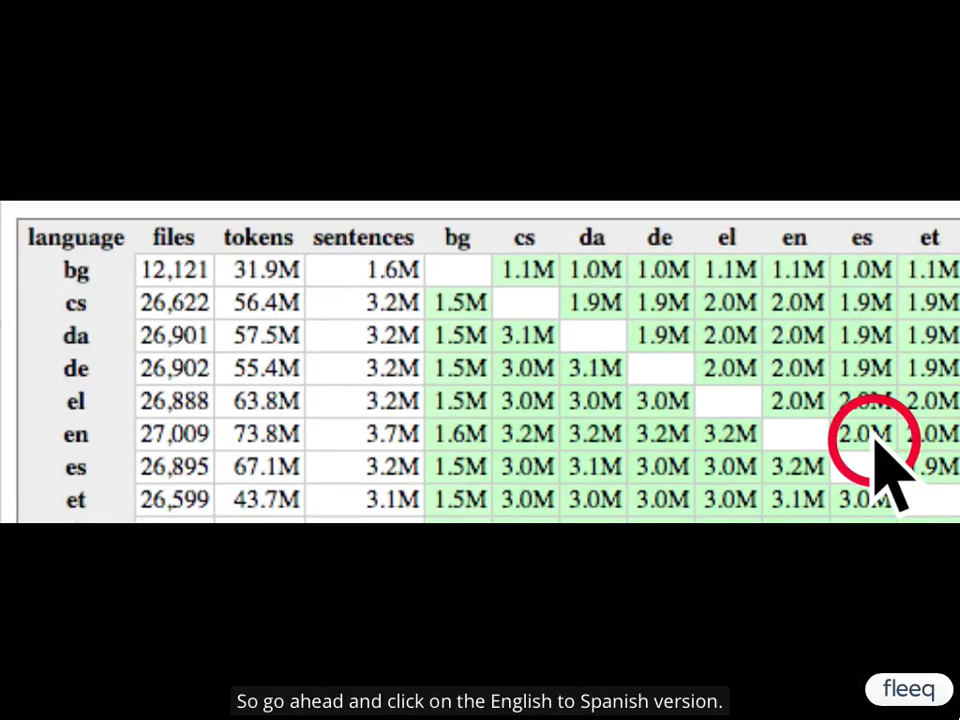 language files tokens sentences bg cs da de el en es et
bg 12,121 31.9M 1.6M 1.1M 1.0M 1.0M 1.1M 1.1M 1.0M 1.1M
cs 26,622 56.4M 3.2M 1.5M 1.9M 1.9M 2.0M 2.0M 1.9M 1.9M
da 26,901 57.5M 3.2M 1.5M 3.1M 1.9M 2.0M 2.0M 1.9M 1.9M
de 26,902 55.4M 3.2M 1.5M 3.0M 3.1M 2.0M 2.0M 1.9M 1.9M
el 26,888 63.8M 3.2M 1.5M 3.0M 3.0M 3.0M 2.0M 2.0M 2.0M
en 27,009 73.8M 3.7M 1.6M 3.2M 3.2M 3.2M 3.2M 2.0M 2.0M
es 26,895 67.1M 3.2M 1.5M 3.0M 3.1M 3.0M 3.0M 3.2M
et 26,599 43.7M 3.1M 1.5M 3.0M 3.0M 3.0M 3.0M 3.1M 3.0M
So go ahead and click on the English to Spanish version.
fleeq